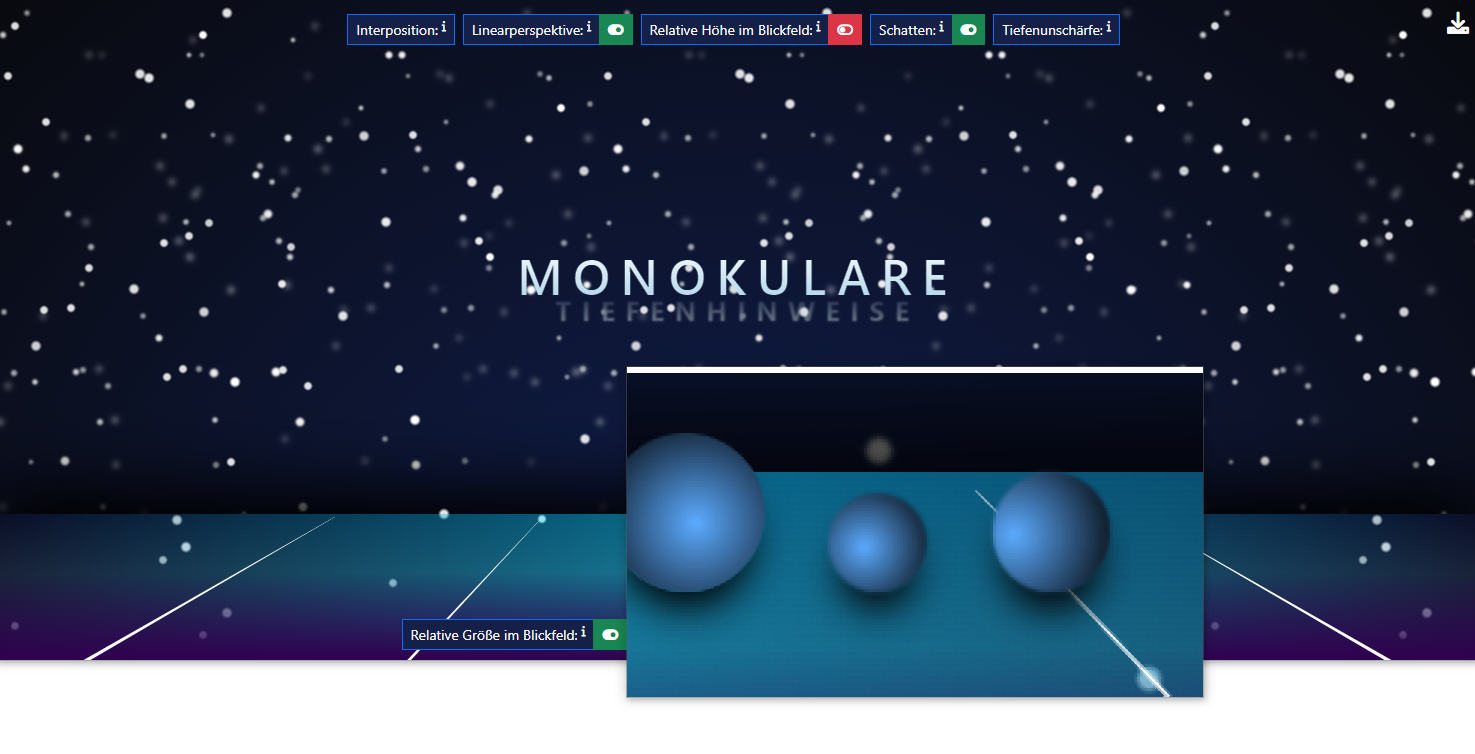 Interposition: i Linearperspektive: i Relative Höhe im Blickfeld: i Schatten: i Tiefenunschärfe: i
MONOKULARE
TIEFENHINWEISE
Relative Größe im Blickfeld: i